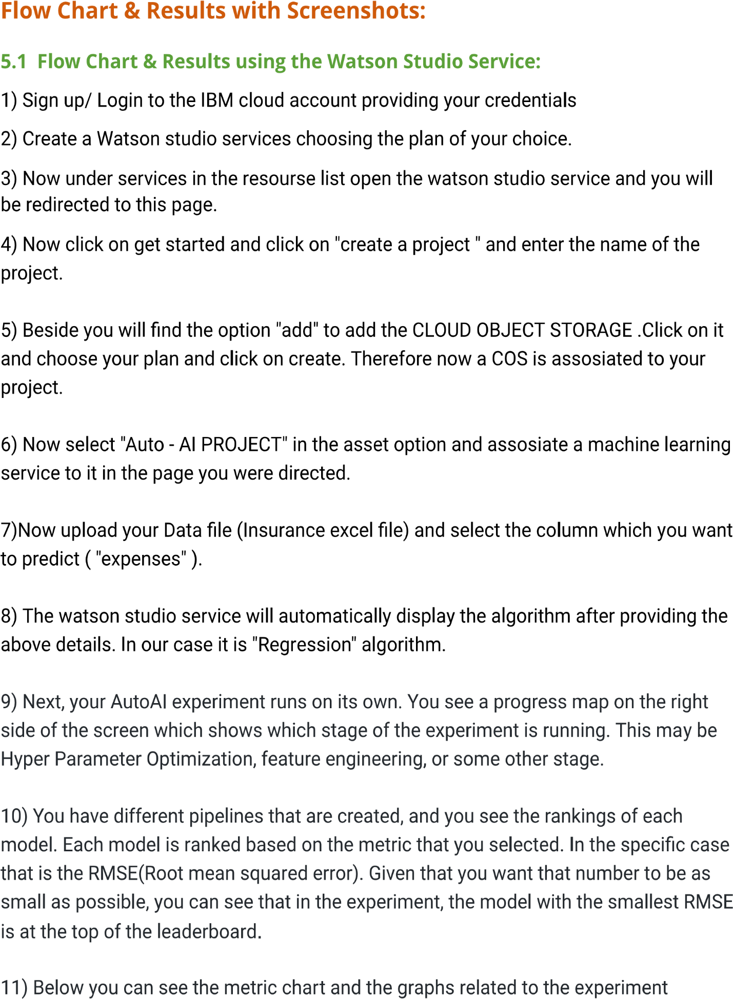 Flow Chart & Results with Screenshots:
5.1 Flow Chart & Results using the Watson Studio Service:
1) Sign up/ Login to the IBM cloud account providing your credentials
2) Create a Watson studio services choosing the plan of your choice.
3) Now under services in the resourse list open the watson studio service and you will
be redirected to this page.
4) Now click on get started and click on "create a project " and enter the name of the
project.
5) Beside you will find the option "add" to add the CLOUD OBJECT STORAGE .Click on it
and choose your plan and click on create. Therefore now a COS is assosiated to your
project.
6) Now select "Auto - AI PROJECT" in the asset option and assosiate a machine learning
service to it in the page you were directed.
7)Now upload your Data file (Insurance excel file) and select the column which you want
to predict ( "expenses" ).
8) The watson studio service will automatically display the algorithm after providing the
above details. In our case it is "Regression" algorithm.
9) Next, your AutoAI experiment runs on its own. You see a progress map on the right
side of the screen which shows which stage of the experiment is running. This may be
Hyper Parameter Optimization, feature engineering, or some other stage.
10) You have different pipelines that are created, and you see the rankings of each
model. Each model is ranked based on the metric that you selected. In the specific case
that is the RMSE(Root mean squared error). Given that you want that number to be as
small as possible, you can see that in the experiment, the model with the smallest RMSE
is at the top of the leaderboard.
11) Below you can see the metric chart and the graphs related to the experiment